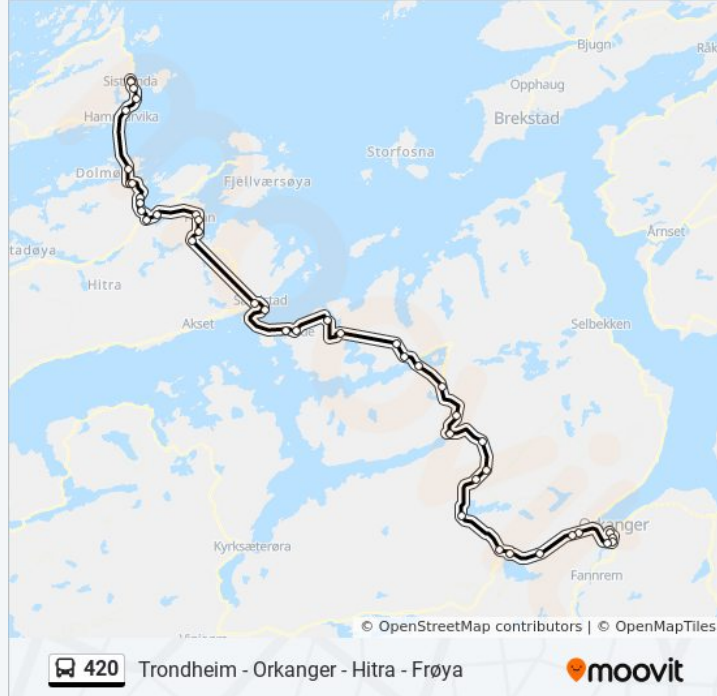 Bjugn
Opphaug
Brekstad
Storfosna
Fjellværsøya
Årnset
Hitra
Akset
Selbekken
Kyrksæterøra
Orkanger
Fannrem
© OpenStreetMap contributors | © OpenMapTiles
420 Trondheim - Orkanger - Hitra - Frøya moovit